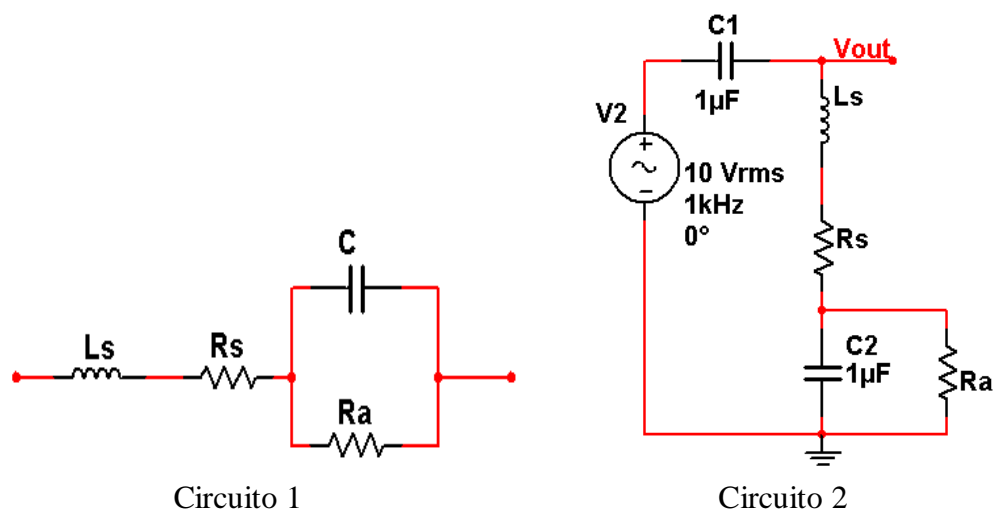 C
Ls
Rs
Ra
Circuito 1
C1
1µF
Vout
Ls
V2
10 Vrms
1kHz
0°
Rs
C2
1µF
Ra
Circuito 2